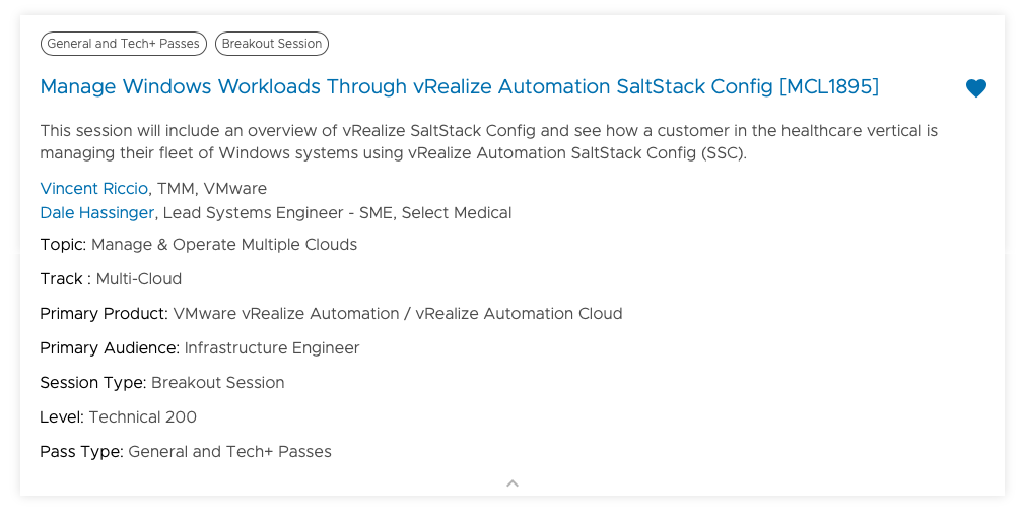 General and Tech+ Passes Breakout Session
Manage Windows Workloads Through vRealize Automation SaltStack Config [MCL1895]
This session will include an overview of vRealize SaltStack Config and see how a customer in the healthcare vertical is
managing their fleet of Windows systems using vRealize Automation SaltStack Config (SSC).
Vincent Riccio, TMM, VMware
Dale Hassinger, Lead Systems Engineer - SME, Select Medical
Topic: Manage & Operate Multiple Clouds
Track : Multi-Cloud
Primary Product: VMware vRealize Automation / vRealize Automation Cloud
Primary Audience: Infrastructure Engineer
Session Type: Breakout Session
Level: Technical 200
Pass Type: General and Tech+ Passes